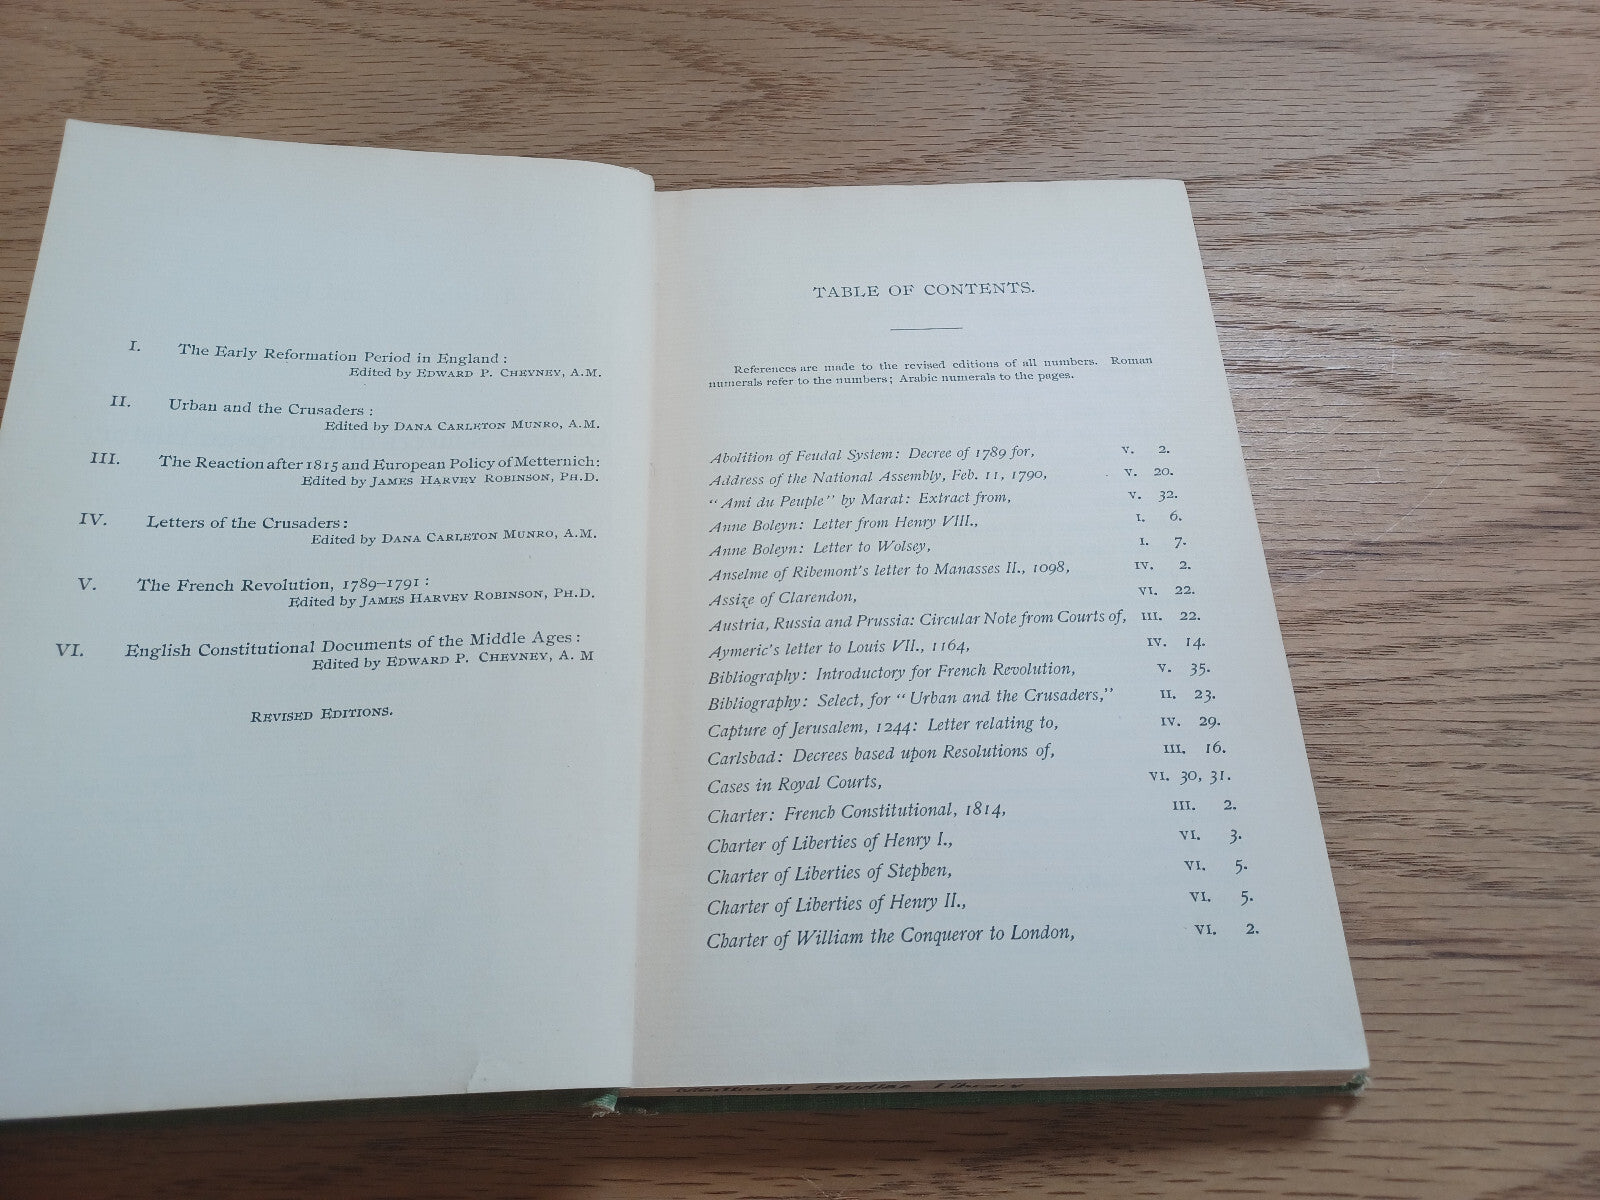 I. The Early Reformation Period in England:
Edited by EDWARD P. CHEYNEY, A.M.
II. Urban and the Crusaders:
Edited by DANA CARLETON MUNRO, A.M.
III. The Reaction after 1815 and European Policy of Metternich:
Edited by JAMES HARVEY ROBINSON, PH.D.
IV. Letters of the Crusaders:
Edited by DANA CARLETON MUNRO, A.M.
V. The French Revolution, 1789–1791:
Edited by JAMES HARVEY ROBINSON, PH.D.
VI. English Constitutional Documents of the Middle Ages:
Edited by EDWARD P. CHEYNEY, A. M
REVISED EDITIONS.
TABLE OF CONTENTS.
References are made to the revised editions of all numbers. Roman
numerals refer to the numbers; Arabic numerals to the pages.
Abolition of Feudal System: Decree of 1789 for, V. 2.
Address of the National Assembly, Feb. 11, 1790, V. 20.
"Ami du Peuple" by Marat: Extract from, V. 32.
Anne Boleyn: Letter from Henry VIII., I. 6.
Anne Boleyn: Letter to Wolsey, I. 7.
Anselme of Ribemont's letter to Manasses II., 1098, IV. 2.
Assize of Clarendon, VI. 22.
Austria, Russia and Prussia: Circular Note from Courts of, III. 22.
Aymeric's letter to Louis VII., 1164, IV. 14.
Bibliography: Introductory for French Revolution, V. 35.
Bibliography: Select, for "Urban and the Crusaders," II. 23.
Capture of Jerusalem, 1244: Letter relating to, IV. 29.
Carlsbad: Decrees based upon Resolutions of, III. 16.
Cases in Royal Courts, VI. 30, 31.
Charter: French Constitutional, 1814, III. 2.
Charter of Liberties of Henry I., VI. 3.
Charter of Liberties of Stephen, VI. 5.
Charter of Liberties of Henry II., VI. 5.
Charter of William the Conqueror to London, VI. 2.
Medieval Studies Library